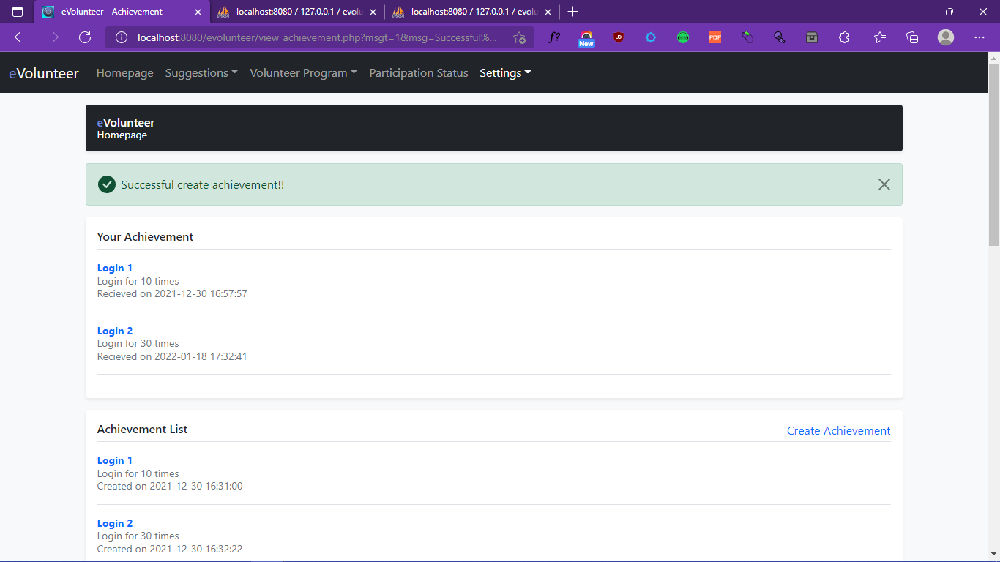 eVolunteer - Achievement
localhost:8080 / 127.0.0.1 / evolu
localhost:8080 / 127.0.0.1 / evolu
localhost:8080/evolunteer/view_achievement.php?msgt=1&msg=Successful%...
f?
New
UD
PDF
eVolunteer
Homepage
Suggestions
Volunteer Program
Participation Status
Settings
eVolunteer
Homepage
Successful create achievement!!
Your Achievement
Login 1
Login for 10 times
Recieved on 2021-12-30 16:57:57
Login 2
Login for 30 times
Recieved on 2022-01-18 17:32:41
Achievement List
Create Achievement
Login 1
Login for 10 times
Created on 2021-12-30 16:31:00
Login 2
Login for 30 times
Created on 2021-12-30 16:32:22